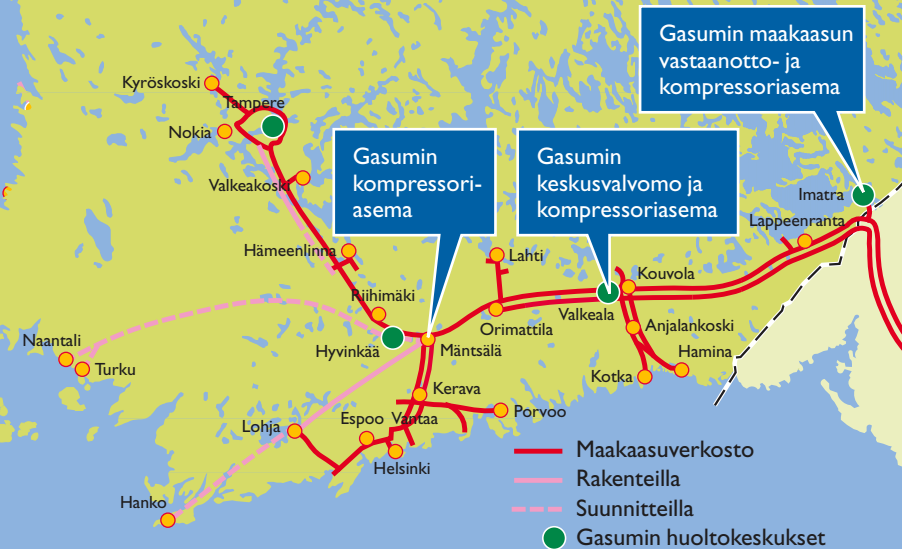 Gasumin maakaasun
vastaanotto- ja
kompressoriasema
Kyröskoski
Tampere
Nokia
Gasumin
kompressori-
asema
Gasumin
keskusvalvomo ja
kompressoriasema
Valkeakoski
Imatra
Lappeenranta
Hämeenlinna
Lahti
Kouvola
Riihimäki
Orimattila
Valkeala
Anjalankoski
Naantali
Turku
Hyvinkää
Mäntsälä
Hamina
Kotka
Kerava
Porvoo
Lohja
Espoo
Vantaa
Helsinki
Hanko
Maakaasuverkosto
Rakenteilla
Suunnitteilla
Gasumin huoltokeskukset